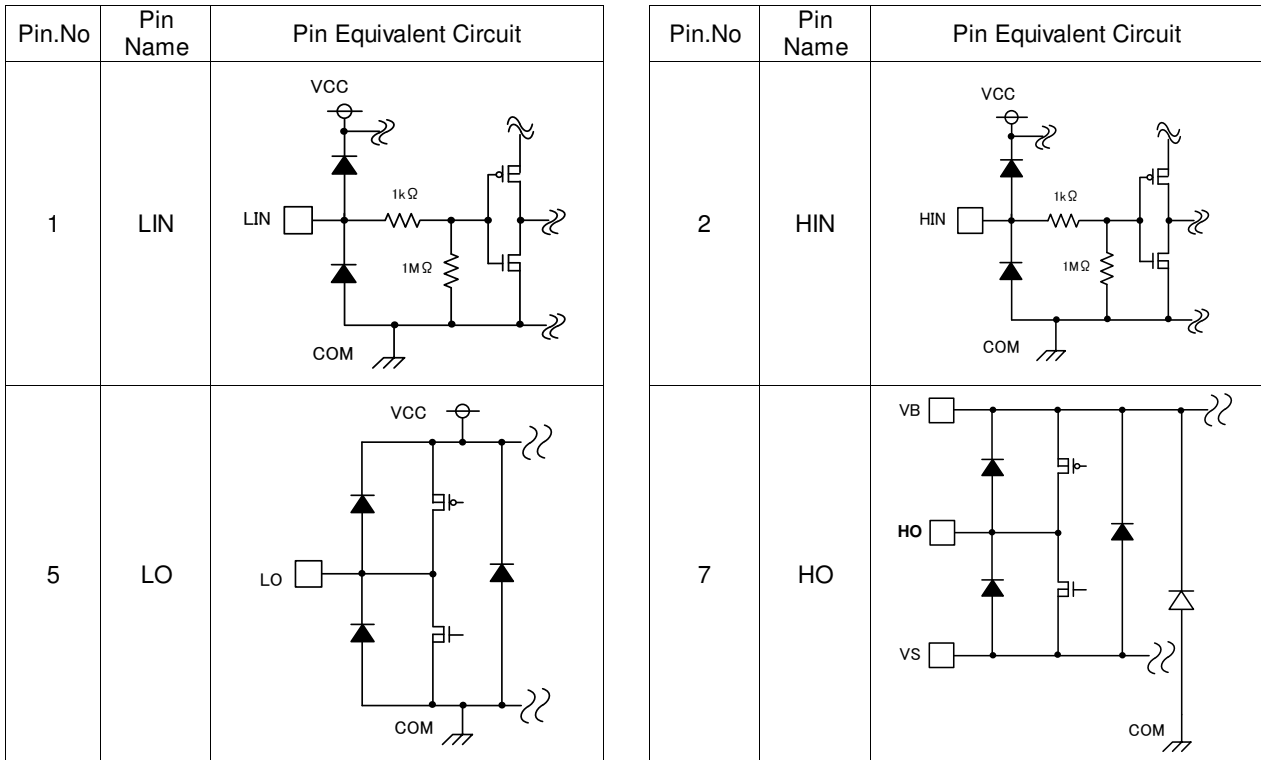 Pin.No Pin Name Pin Equivalent Circuit
1 LIN
VCC
LIN
1kΩ
1MΩ
COM
5 LO
VCC
LO
COM
Pin.No Pin Name Pin Equivalent Circuit
2 HIN
VCC
HIN
1kΩ
1MΩ
COM
7 HO
VB
HO
VS
COM